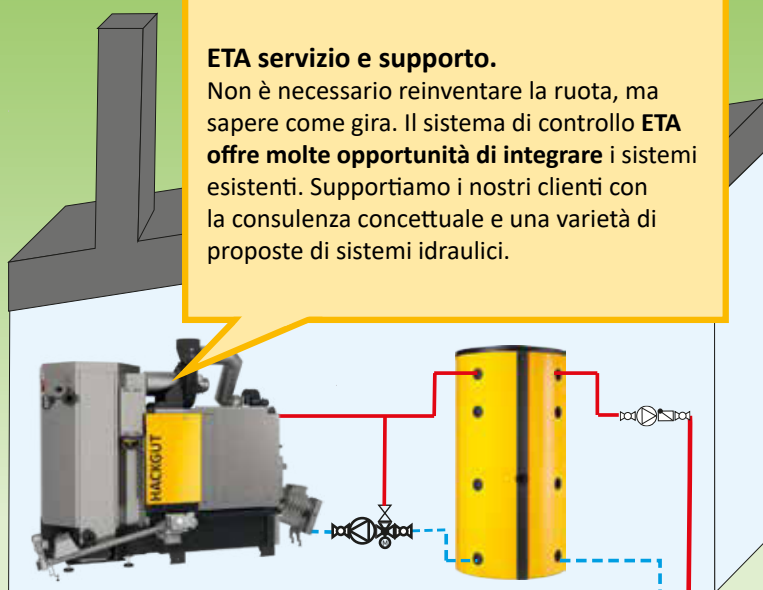 ETA servizio e supporto.
Non è necessario reinventare la ruota, ma
sapere come gira. Il sistema di controllo ETA
offre molte opportunità di integrare i sistemi
esistenti. Supportiamo i nostri clienti con
la consulenza concettuale e una varietà di
proposte di sistemi idraulici.
HACKGUT
M